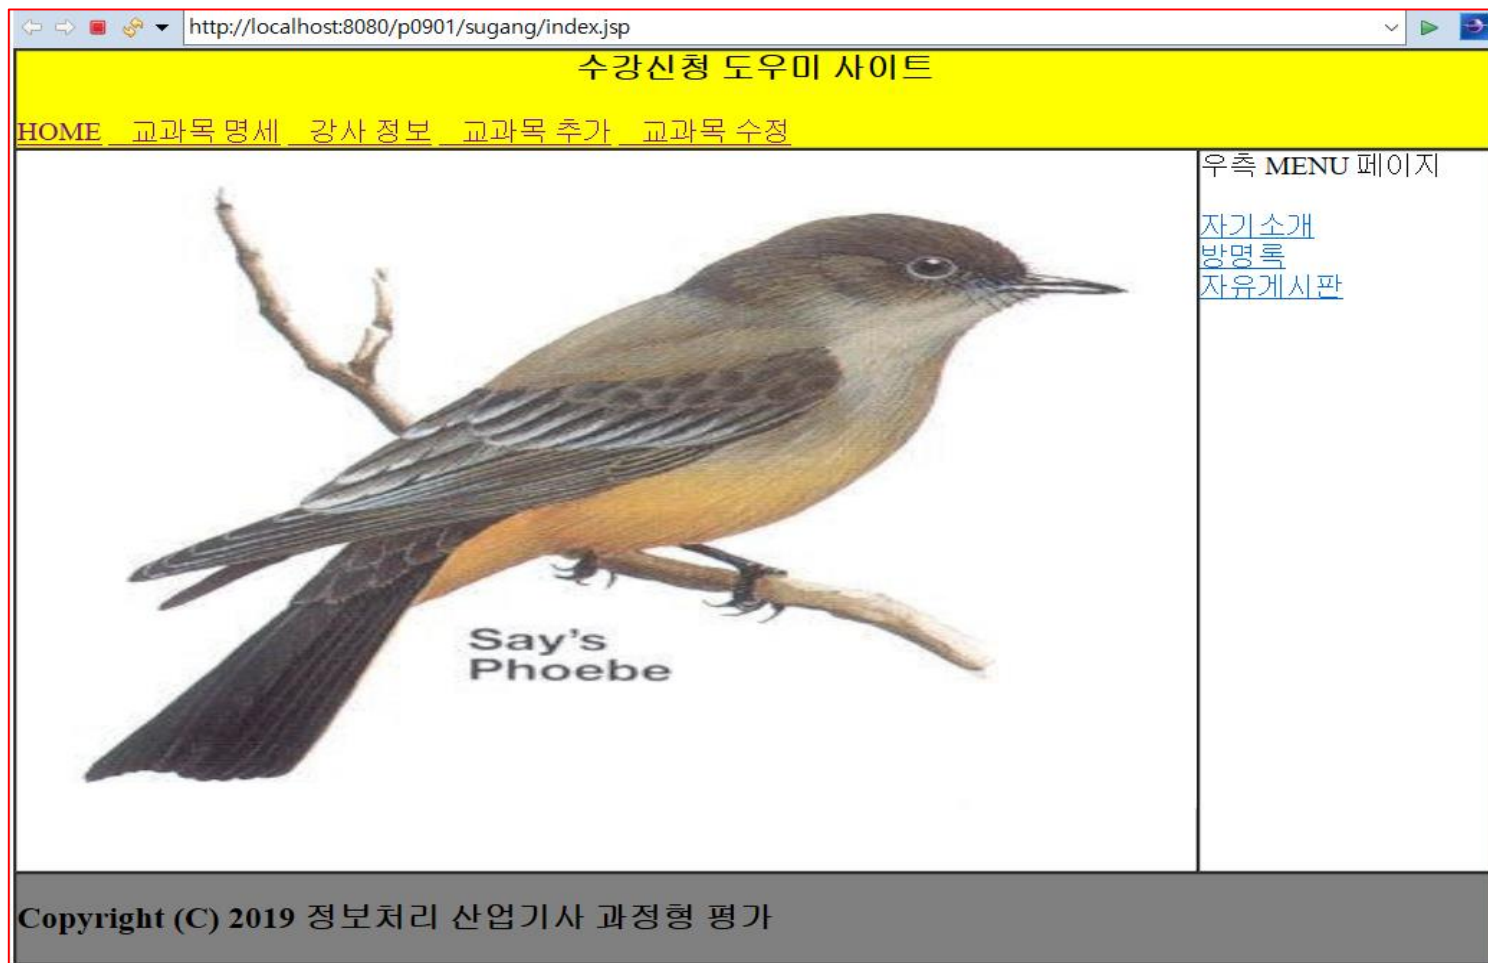 http://localhost:8080/p0901/sugang/index.jsp
수강신청 도우미 사이트
HOME 교과목 명세 강사 정보 교과목 추가 교과목 수정
우측 MENU 페이지
자기소개
방명록
자유게시판
Say's
Phoebe
Copyright (C) 2019 정보처리 산업기사 과정형 평가